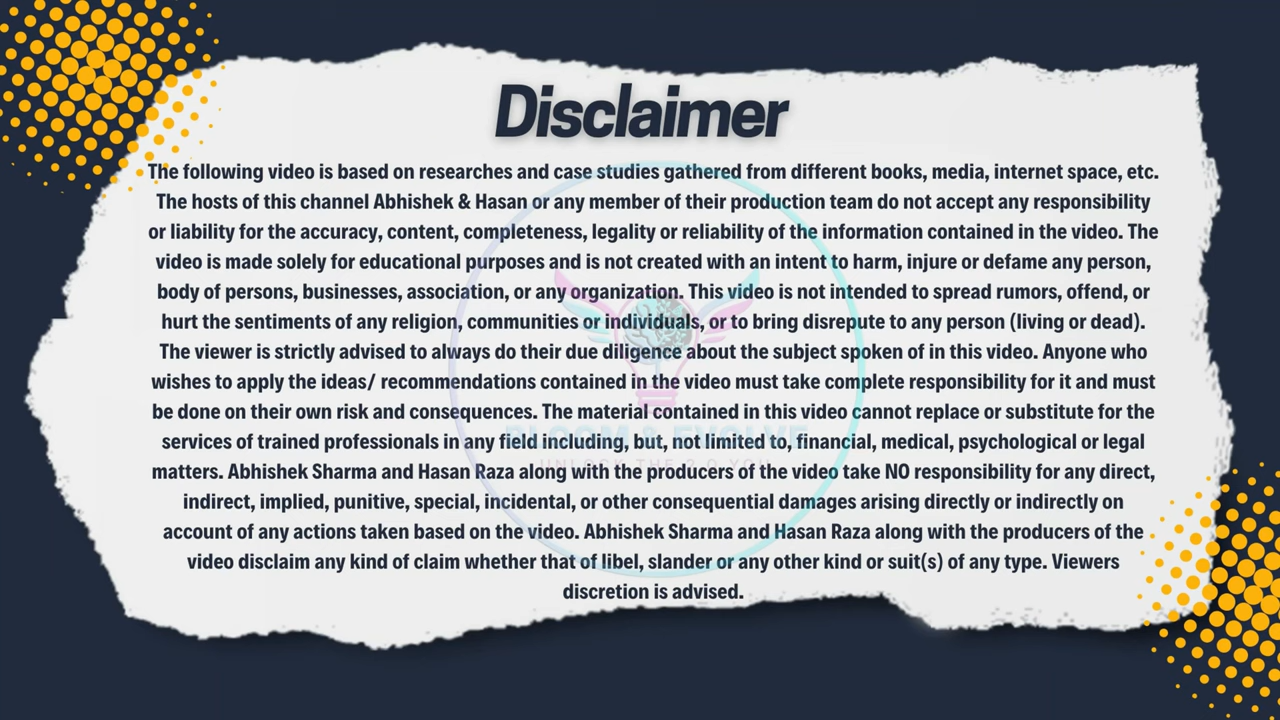 Disclaimer
The following video is based on researches and case studies gathered from different books, media, internet space, etc.
The hosts of this channel Abhishek & Hasan or any member of their production team do not accept any responsibility
or liability for the accuracy, content, completeness, legality or reliability of the information contained in the video. The
video is made solely for educational purposes and is not created with an intent to harm, injure or defame any person,
body of persons, businesses, association, or any organization. This video is not intended to spread rumors, offend, or
hurt the sentiments of any religion, communities or individuals, or to bring disrepute to any person (living or dead).
The viewer is strictly advised to always do their due diligence about the subject spoken of in this video. Anyone who
wishes to apply the ideas/ recommendations contained in the video must take complete responsibility for it and must
be done on their own risk and consequences. The material contained in this video cannot replace or substitute for the
services of trained professionals in any field including, but, not limited to, financial, medical, psychological or legal
matters. Abhishek Sharma and Hasan Raza along with the producers of the video take NO responsibility for any direct,
indirect, implied, punitive, special, incidental, or other consequential damages arising directly or indirectly on
account of any actions taken based on the video. Abhishek Sharma and Hasan Raza along with the producers of the
video disclaim any kind of claim whether that of libel, slander or any other kind or suit(s) of any type. Viewers
discretion is advised.
BLOOM & EVOLVE
UNLOCK THE 2.0 YOU